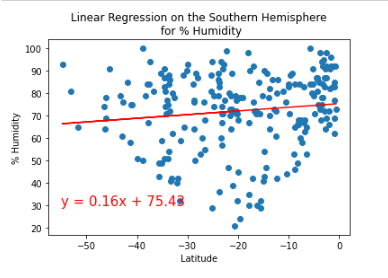 Linear Regression on the Southern Hemisphere
for % Humidity
% Humidity
100
90
80
70
60
50
40
30
20
y = 0.16x + 75.43
−50 −40 −30 −20 −10 0
Latitude